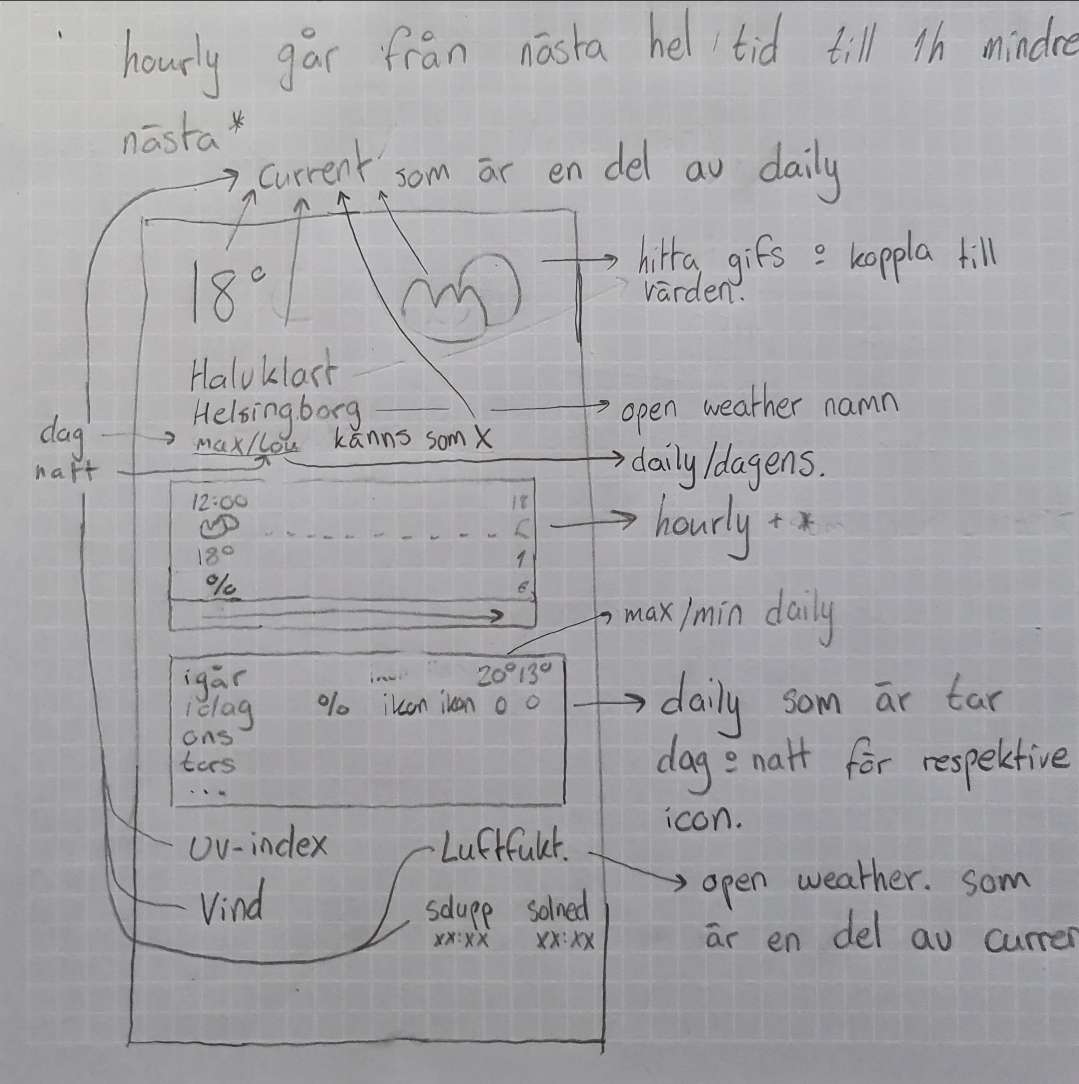 hourly går från nästa hel tid till 1h mindre
nästa*
current som är en del av daily
18°
hitta gifs & koppla till
värden.
Halvklart
Helsingborg
open weather namn
dag
natt
max/Low känns som X
daily/dagens.
12:00 18
18° 1
%
hourly + *
max/min daily
igår 20° 13°
idag % ikon ikon 0 0
ons
tors
...
daily som är tar
dag & natt för respektive
icon.
UV-index
Luftfukt.
open weather. som
är en del av curren
Vind
solupp solned
xx:xx xx:xx